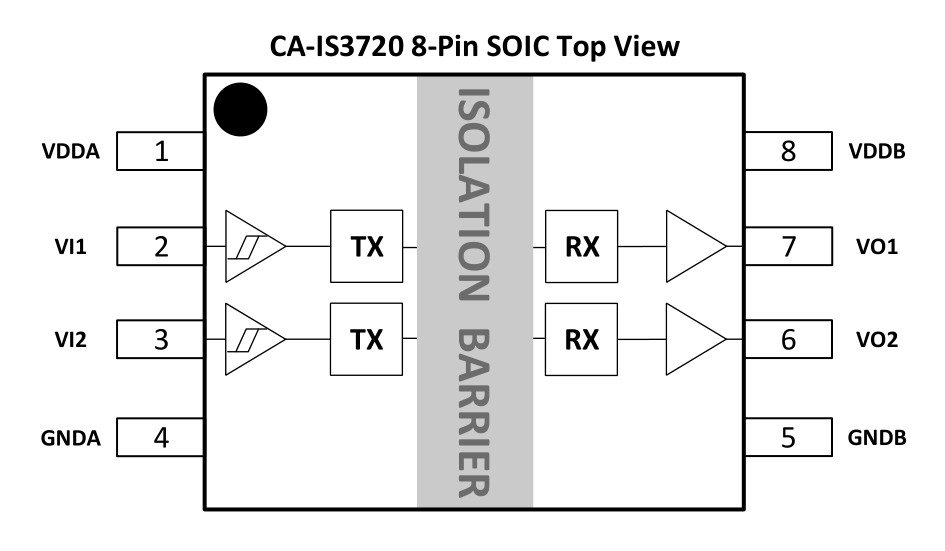 CA-IS3720 8-Pin SOIC Top View
VDDA 1 8 VDDB
VI1 2 TX RX 7 VO1
VI2 3 TX RX 6 VO2
GNDA 4 5 GNDB
ISOLATION BARRIER